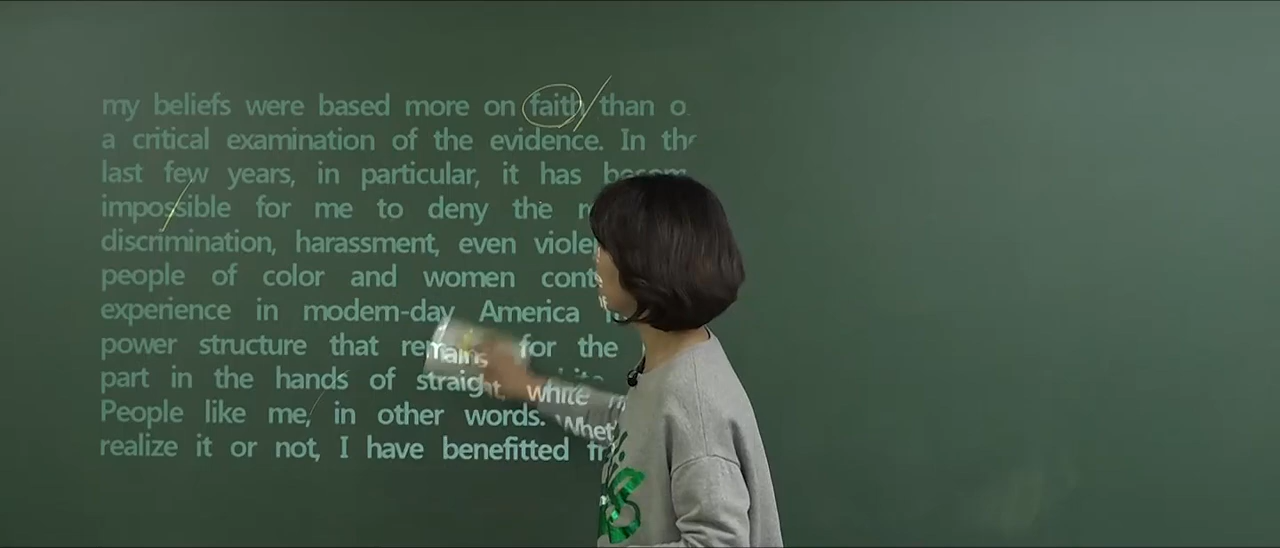 my beliefs were based more on faith than
a critical examination of the evidence. In the
last few years, in particular, it has
impossible for me to deny the
discrimination, harassment, even
people of color and women
experience in modern-day America
power structure that remains for the
part in the hands of straight, white
People like me, in other words.
realize it or not, I have benefitted